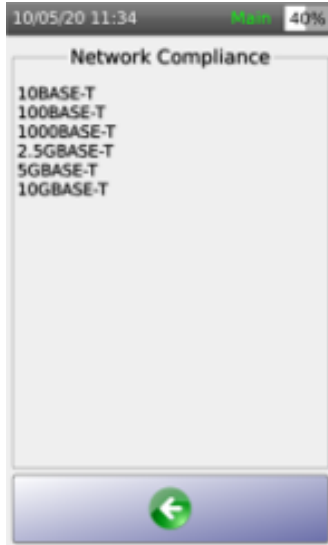 10/05/20 11:34 Main 40%
Network Compliance
10BASE-T
100BASE-T
1000BASE-T
2.5GBASE-T
5GBASE-T
10GBASE-T